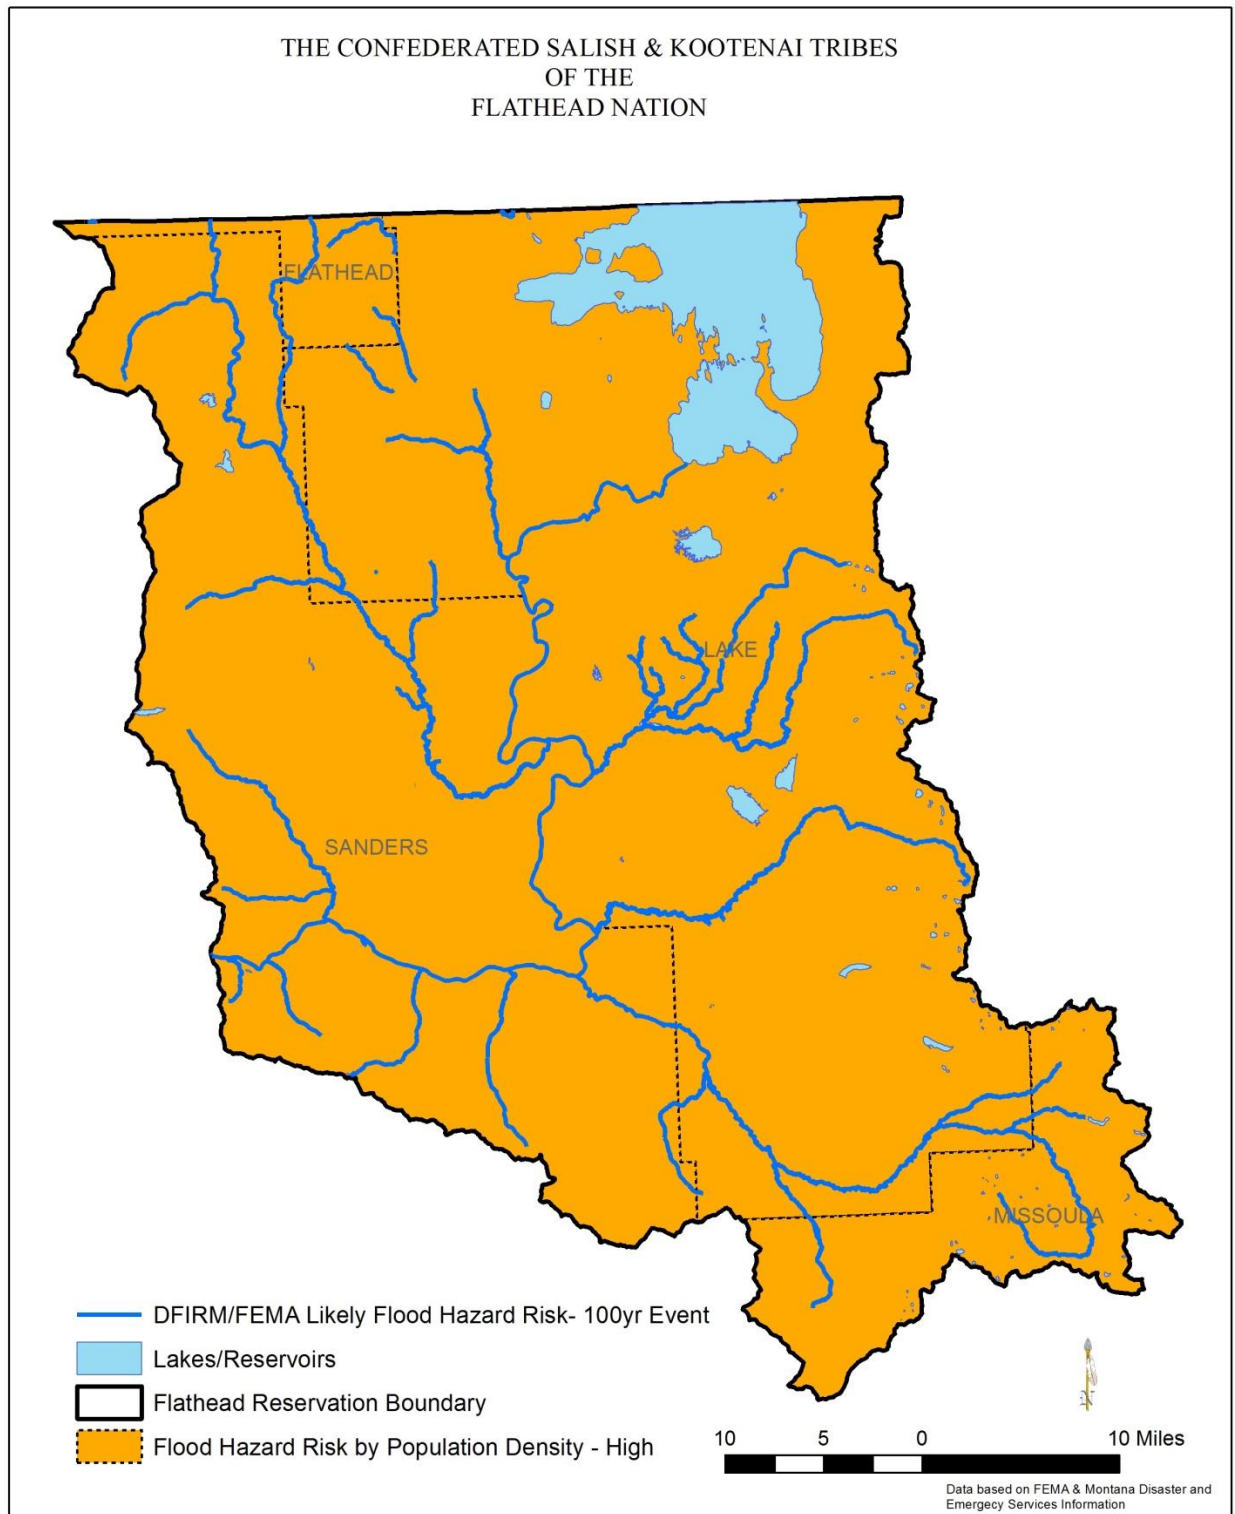 THE CONFEDERATED SALISH & KOOTENAI TRIBES
OF THE
FLATHEAD NATION
FLATHEAD
LAKE
SANDERS
MISSOULA
DFIRM/FEMA Likely Flood Hazard Risk- 100yr Event
Lakes/Reservoirs
Flathead Reservation Boundary
Flood Hazard Risk by Population Density - High
10 5 0 10 Miles
Data based on FEMA & Montana Disaster and
Emergecy Services Information